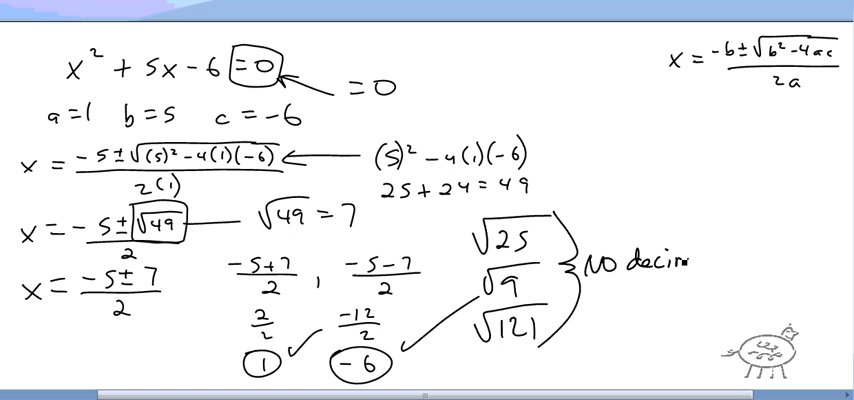 x² + 5x - 6 = 0
= 0
x = (-b ± √(b² - 4ac)) / 2a
a = 1 b = 5 c = -6
x = (-5 ± √((5)² - 4(1)(-6))) / 2(1)
(5)² - 4(1)(-6)
25 + 24 = 49
x = (-5 ± √49) / 2
√49 = 7
x = (-5 ± 7) / 2
(-5+7)/2 , (-5-7)/2
2/2 -12/2
1 -6
√25
√9
√121
No decim